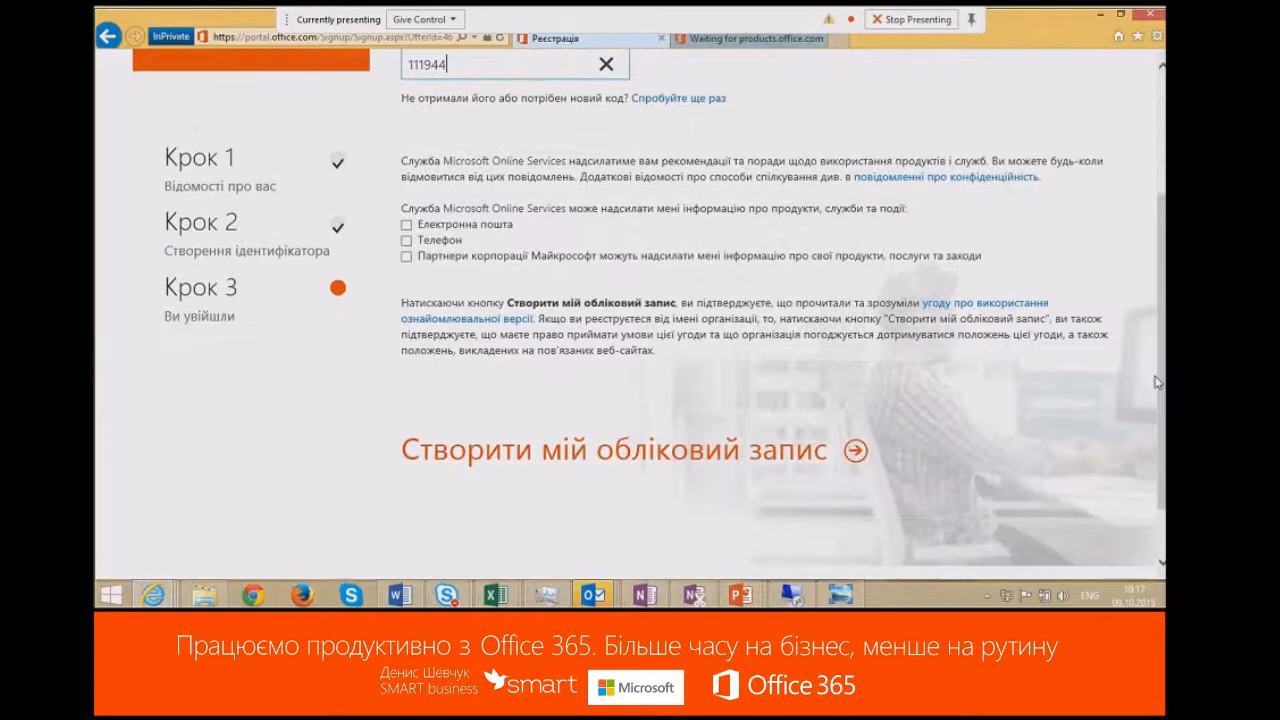 Currently presenting
Give Control
Stop Presenting
InPrivate
Реєстрація
Waiting for products.office.com
111944
Не отримали його або потрібен новий код? Спробуйте ще раз
Крок 1
Відомості про вас
Крок 2
Створення ідентифікатора
Крок 3
Ви увійшли
Служба Microsoft Online Services надсилатиме вам рекомендації та поради щодо використання продуктів і служб. Ви можете будь-коли
відмовитися від цих повідомлень. Додаткові відомості про способи спілкування див. в повідомленні про конфіденційність.
Служба Microsoft Online Services може надсилати мені інформацію про продукти, служби та події:
Електронна пошта
Телефон
Партнери корпорації Майкрософт можуть надсилати мені інформацію про свої продукти, послуги та заходи
Натискаючи кнопку Створити мій обліковий запис, ви підтверджуєте, що прочитали та зрозуміли угоду про використання
ознайомлювальної версії. Якщо ви реєструєтеся від імені організації, то, натискаючи кнопку "Створити мій обліковий запис", ви також
підтверджуєте, що маєте право приймати умови цієї угоди та що організація погоджується дотримуватися положень цієї угоди, а також
положень, викладених на пов'язаних веб-сайтах.
Створити мій обліковий запис
ENG
10:17
09.10.2015
Працюємо продуктивно з Office 365. Більше часу на бізнес, менше на рутину
Денис Шевчук
SMART business
smart
Microsoft
Office 365